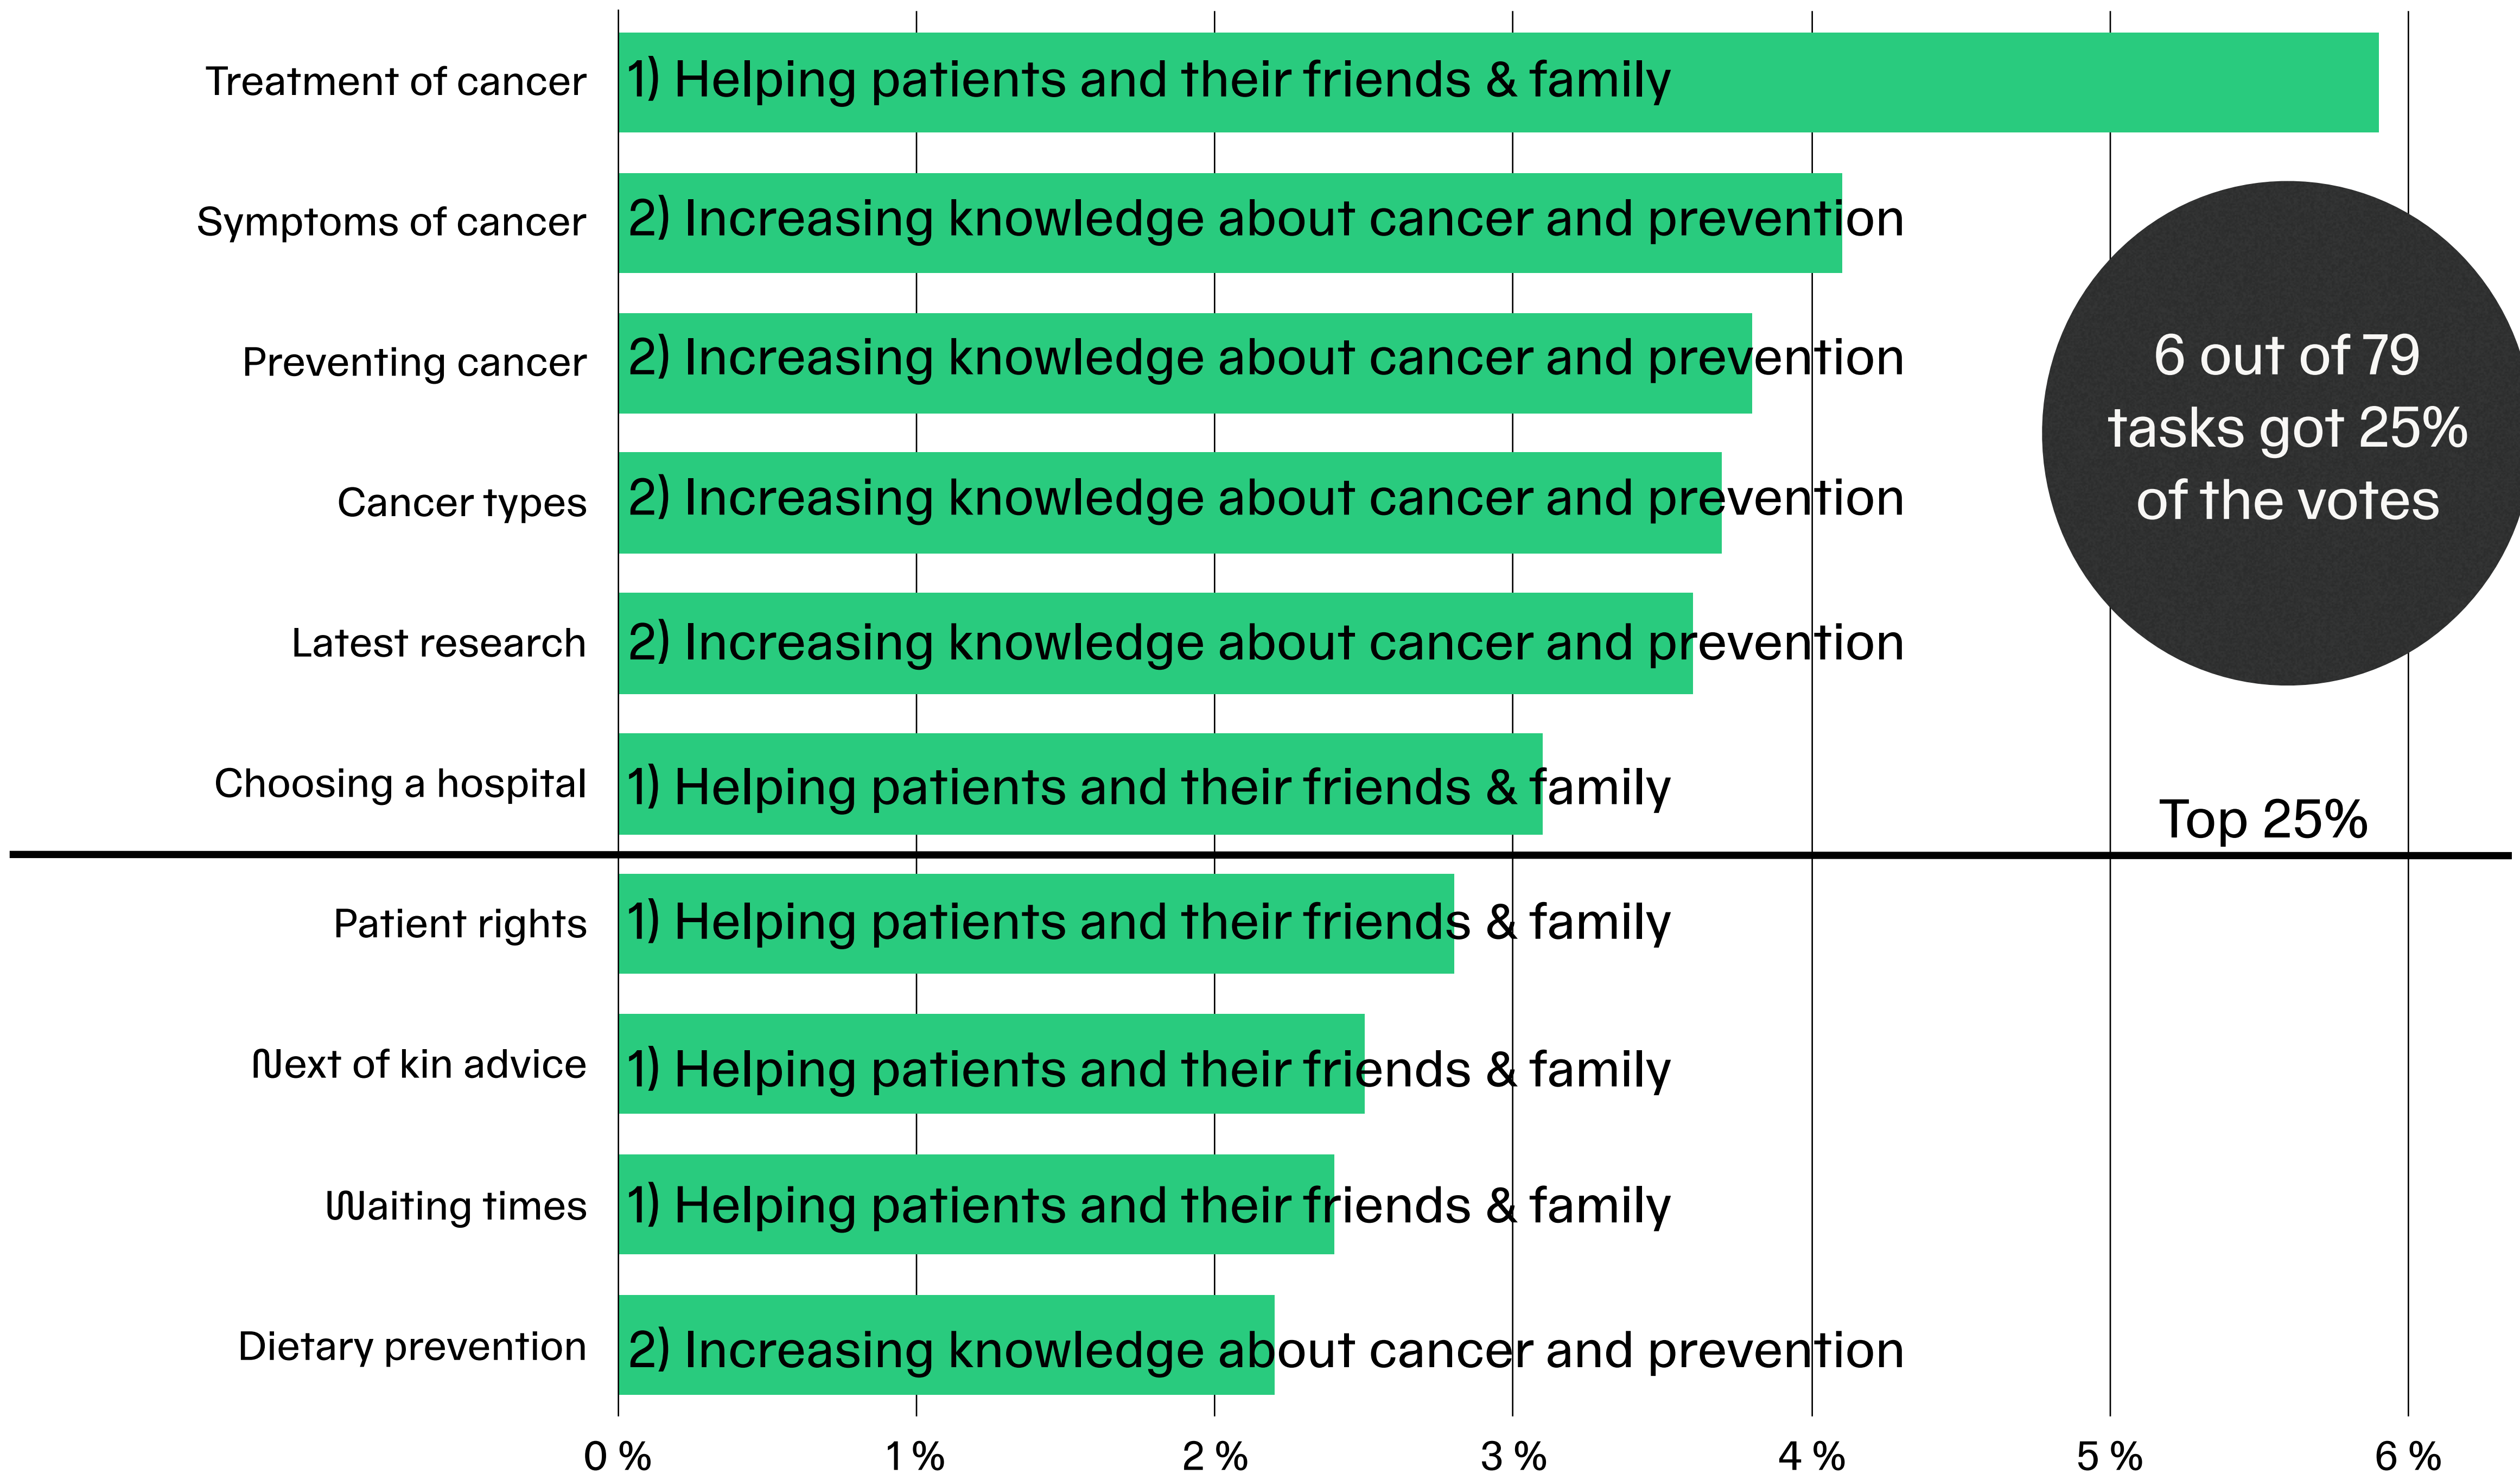 Treatment of cancer 1) Helping patients and their friends & family
Symptoms of cancer 2) Increasing knowledge about cancer and prevention
Preventing cancer 2) Increasing knowledge about cancer and prevention
6 out of 79
tasks got 25%
of the votes
Cancer types 2) Increasing knowledge about cancer and prevention
Latest research 2) Increasing knowledge about cancer and prevention
Choosing a hospital 1) Helping patients and their friends & family
Top 25%
Patient rights 1) Helping patients and their friends & family
Next of kin advice 1) Helping patients and their friends & family
Waiting times 1) Helping patients and their friends & family
Dietary prevention 2) Increasing knowledge about cancer and prevention
0 % 1 % 2 % 3 % 4 % 5 % 6 %